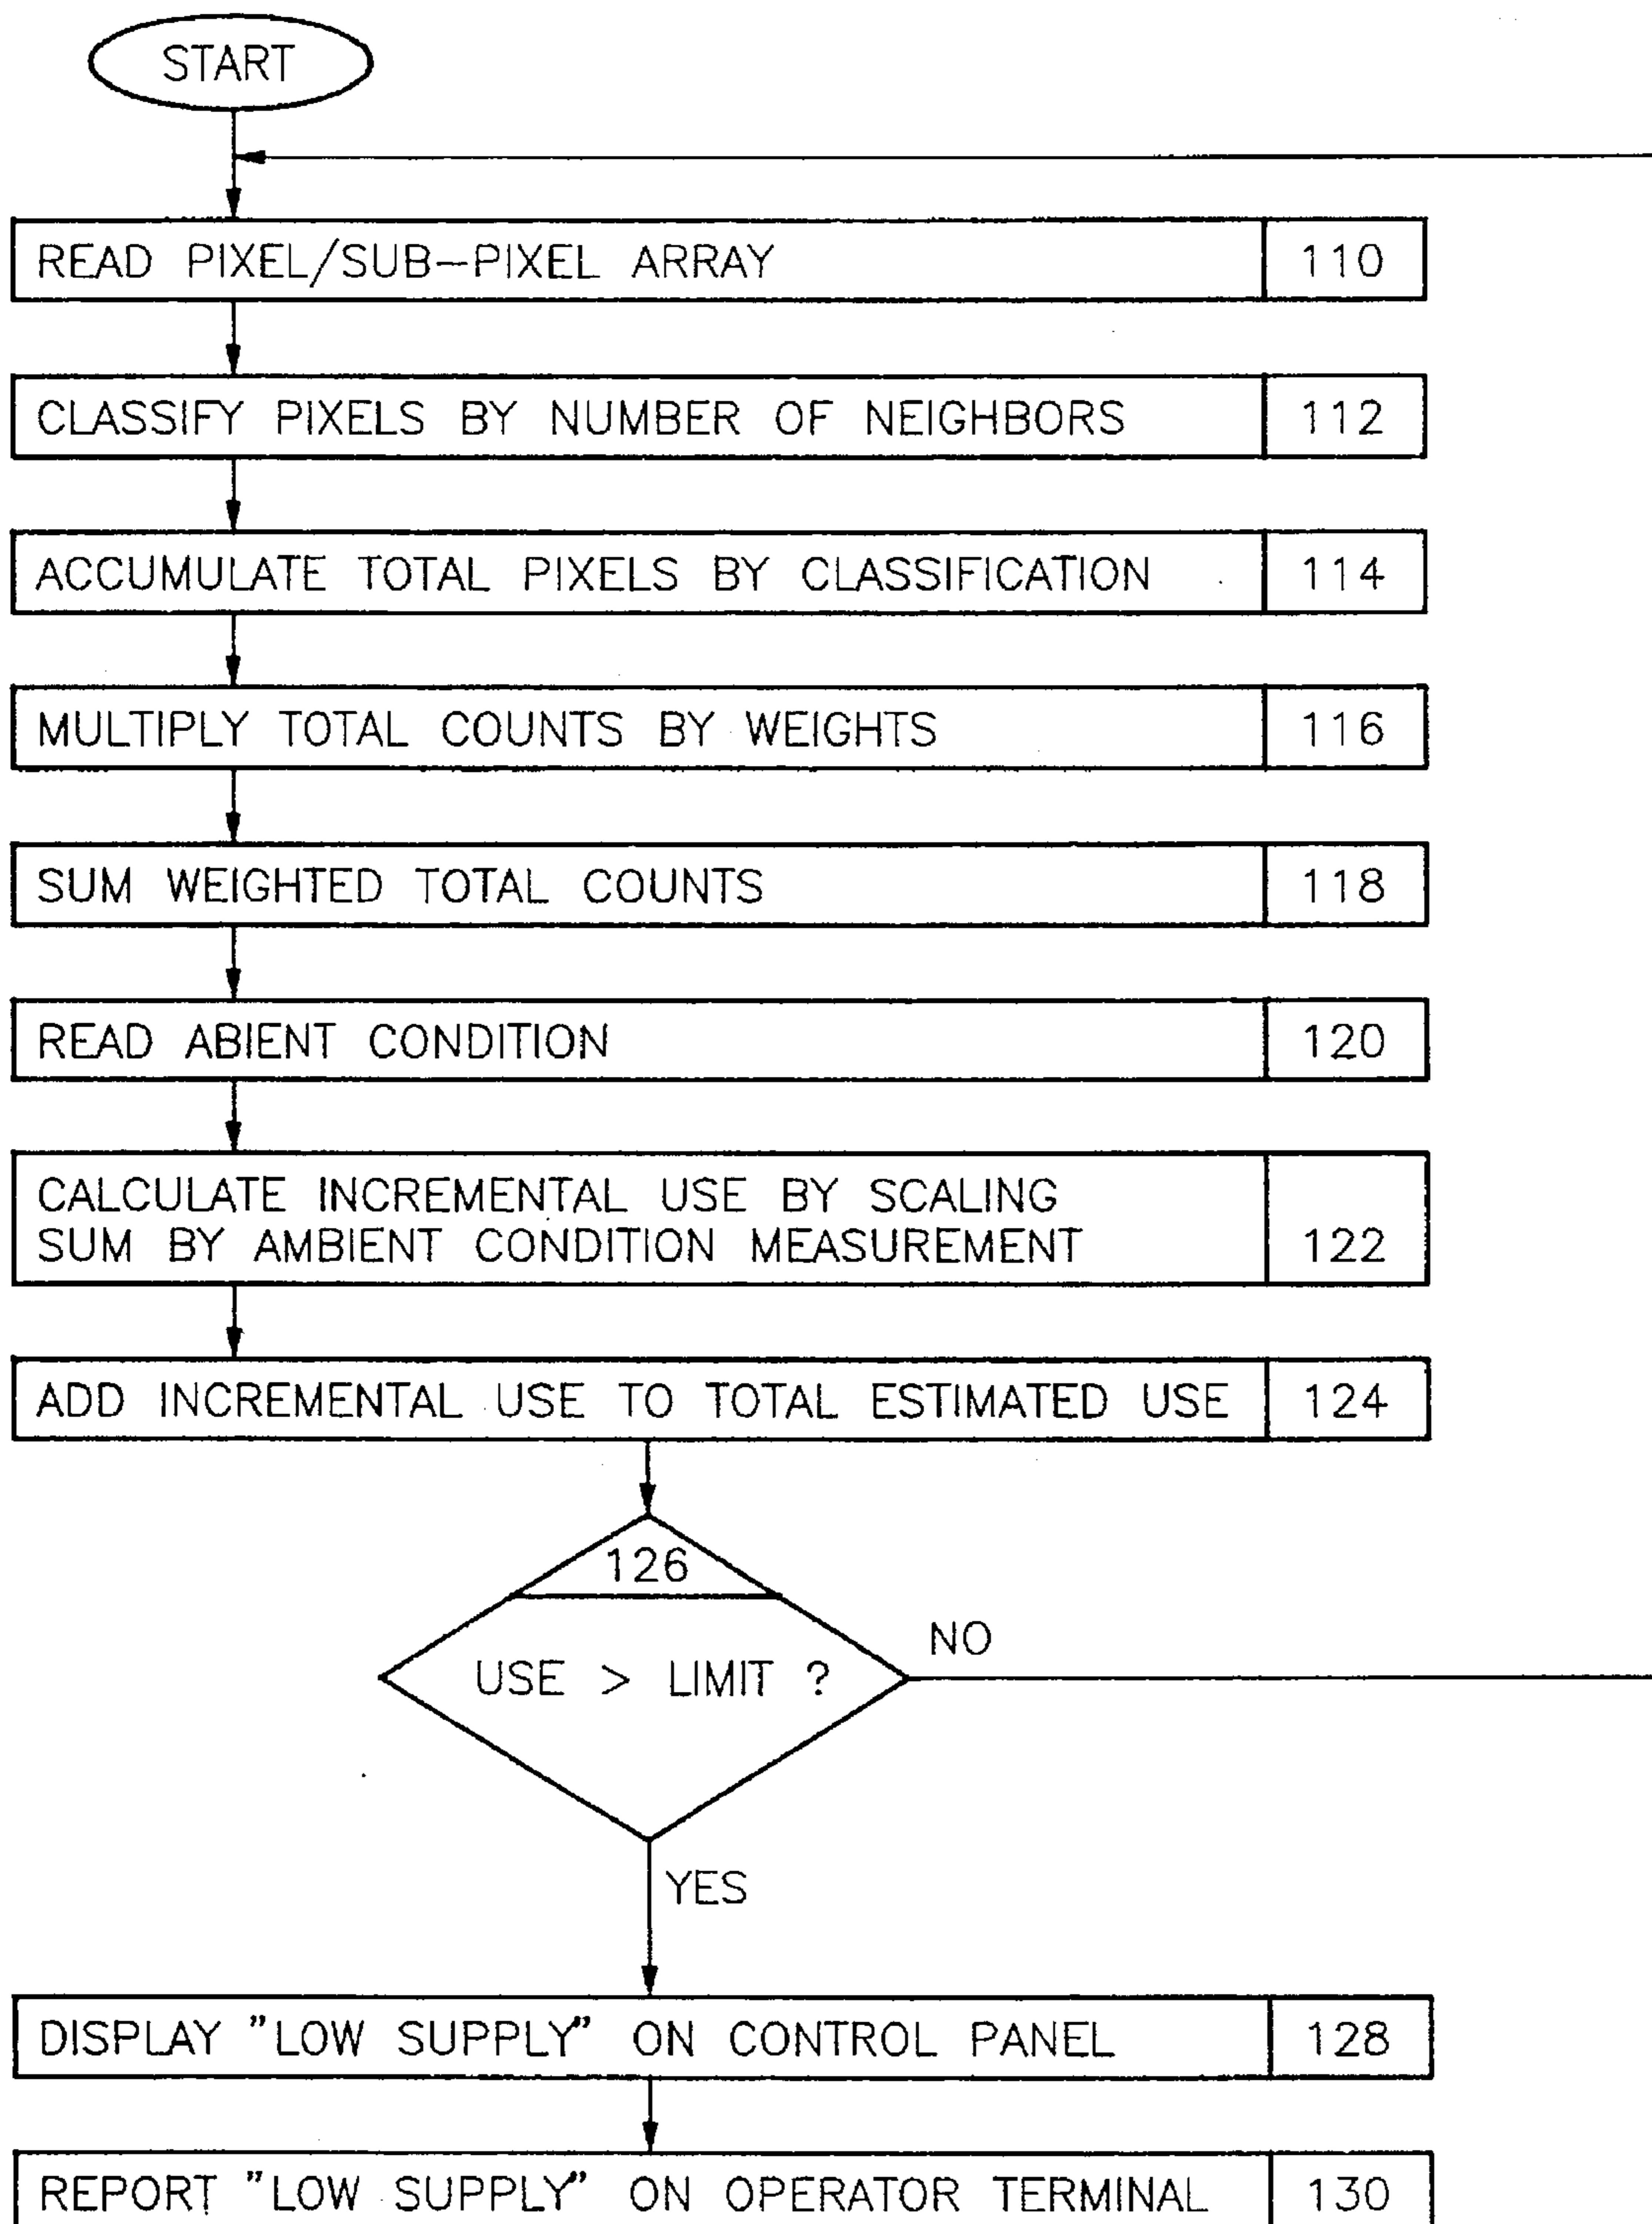 START
READ PIXEL/SUB-PIXEL ARRAY 110
CLASSIFY PIXELS BY NUMBER OF NEIGHBORS 112
ACCUMULATE TOTAL PIXELS BY CLASSIFICATION 114
MULTIPLY TOTAL COUNTS BY WEIGHTS 116
SUM WEIGHTED TOTAL COUNTS 118
READ ABIENT CONDITION 120
CALCULATE INCREMENTAL USE BY SCALING
SUM BY AMBIENT CONDITION MEASUREMENT 122
ADD INCREMENTAL USE TO TOTAL ESTIMATED USE 124
126
NO
USE > LIMIT ?
YES
DISPLAY "LOW SUPPLY" ON CONTROL PANEL 128
REPORT "LOW SUPPLY" ON OPERATOR TERMINAL 130